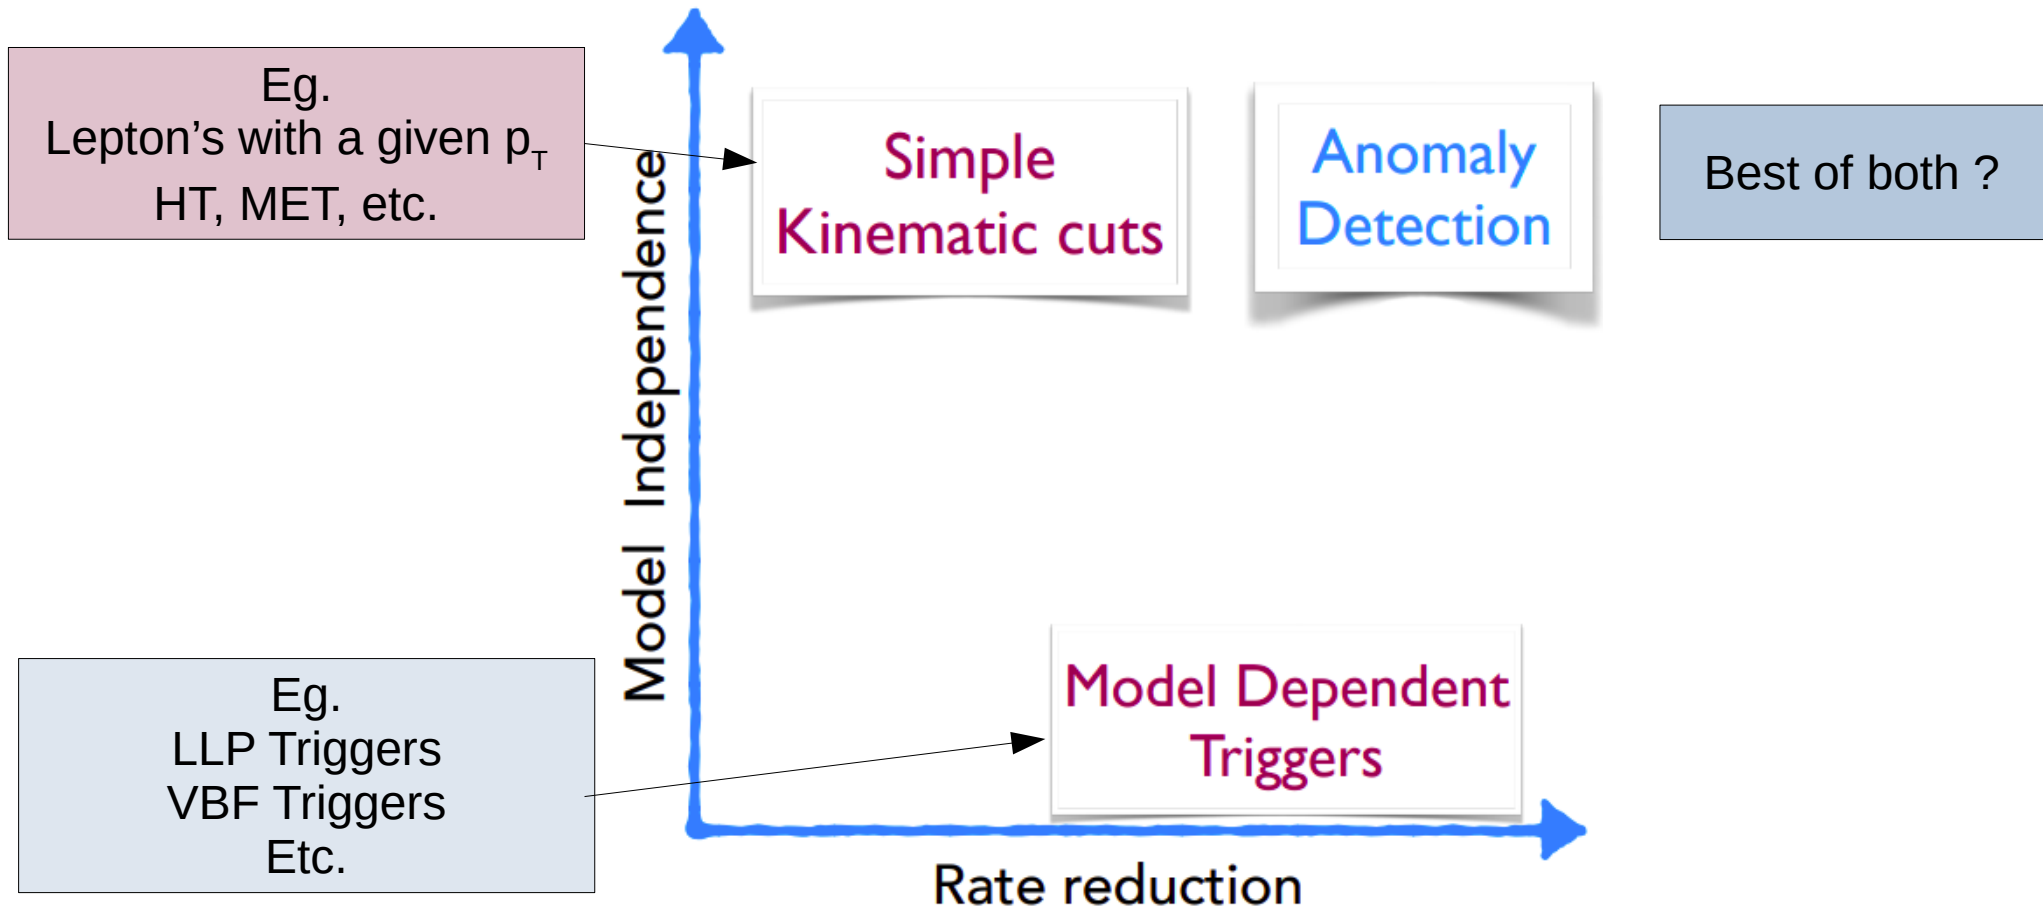 Eg.
Lepton’s with a given pT
HT, MET, etc.
Simple
Kinematic cuts
Anomaly
Detection
Best of both ?
Model Independence
Eg.
LLP Triggers
VBF Triggers
Etc.
Model Dependent
Triggers
Rate reduction